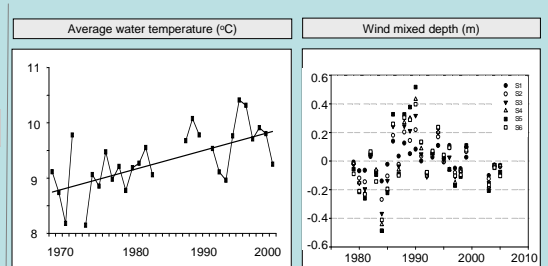 Average water temperature (ºC)
11
10
9
8
1970 1980 1990 2000
Wind mixed depth (m)
0.6
0.4
0.2
0
-0.2
-0.4
-0.6
1980 1990 2000 2010
S1
S2
S3
S4
S5
S6